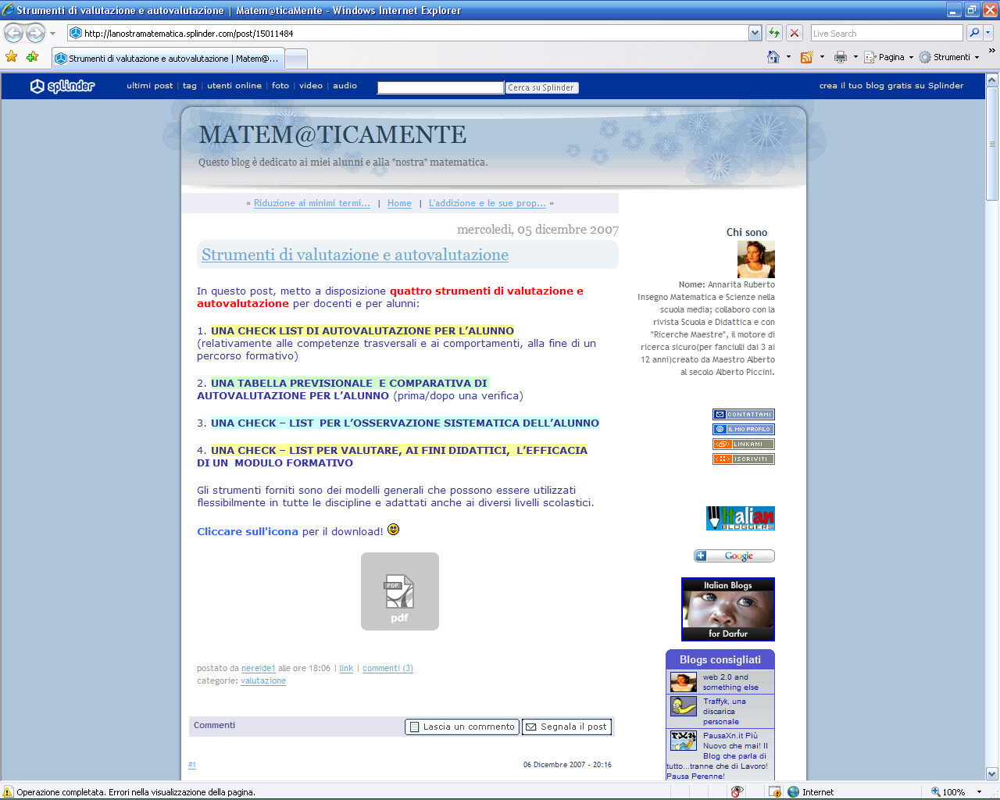 Strumenti di valutazione e autovalutazione | Matem@ticaMente - Windows Internet Explorer
http://lanostramatematica.splinder.com/post/15011484
Live Search
Strumenti di valutazione e autovalutazione | Matem@...
Pagina
Strumenti
splinder
ultimi post | tag | utenti online | foto | video | audio
Cerca su Splinder
crea il tuo blog gratis su Splinder
MATEM@TICAMENTE
Questo blog è dedicato ai miei alunni e alla "nostra" matematica.
« Riduzione ai minimi termi... | Home | L'addizione e le sue prop... »
mercoledì, 05 dicembre 2007
Strumenti di valutazione e autovalutazione
In questo post, metto a disposizione quattro strumenti di valutazione e
autovalutazione per docenti e per alunni:
1. UNA CHECK LIST DI AUTOVALUTAZIONE PER L’ALUNNO
(relativamente alle competenze trasversali e ai comportamenti, alla fine di un
percorso formativo)
2. UNA TABELLA PREVISIONALE E COMPARATIVA DI
AUTOVALUTAZIONE PER L’ALUNNO (prima/dopo una verifica)
3. UNA CHECK – LIST PER L’OSSERVAZIONE SISTEMATICA DELL’ALUNNO
4. UNA CHECK – LIST PER VALUTARE, AI FINI DIDATTICI, L’EFFICACIA
DI UN MODULO FORMATIVO
Gli strumenti forniti sono dei modelli generali che possono essere utilizzati
flessibilmente in tutte le discipline e adattati anche ai diversi livelli scolastici.
Cliccare sull'icona per il download!
PDF
pdf
postato da nereide1 alle ore 18:06 | link | commenti (3)
categorie: valutazione
Commenti
Lascia un commento
Segnala il post
#1
06 Dicembre 2007 - 20:16
Chi sono
Nome: Annarita Ruberto
Insegno Matematica e Scienze nella
scuola media; collaboro con la
rivista Scuola e Didattica e con
"Ricerche Maestre", il motore di
ricerca sicuro(per fanciulli dai 3 ai
12 anni)creato da Maestro Alberto
al secolo Alberto Piccini.
CONTATTAMI
IL MIO PROFILO
LINKAMI
ISCRIVITI
Italian
BLOGGERS
Google
Italian Blogs
for Darfur
Blogs consigliati
web 2.0 and
something else
Traffyk, una
discarica
personale
PausaXn.it Più
Nuovo che mai! Il
Blog che parla di
tutto...tranne che di Lavoro!
Pausa Perenne!
Operazione completata. Errori nella visualizzazione della pagina.
Internet
100%